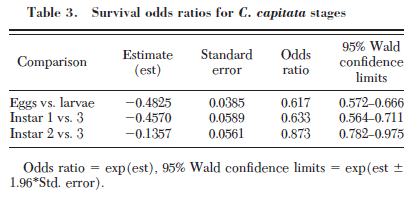 Table 3. Survival odds ratios for C. capitata stages
Comparison Estimate (est) Standard error Odds ratio 95% Wald confidence limits
Eggs vs. larvae −0.4825 0.0385 0.617 0.572–0.666
Instar 1 vs. 3 −0.4570 0.0589 0.633 0.564–0.711
Instar 2 vs. 3 −0.1357 0.0561 0.873 0.782–0.975
Odds ratio = exp(est), 95% Wald confidence limits = exp(est ±
1.96*Std. error).